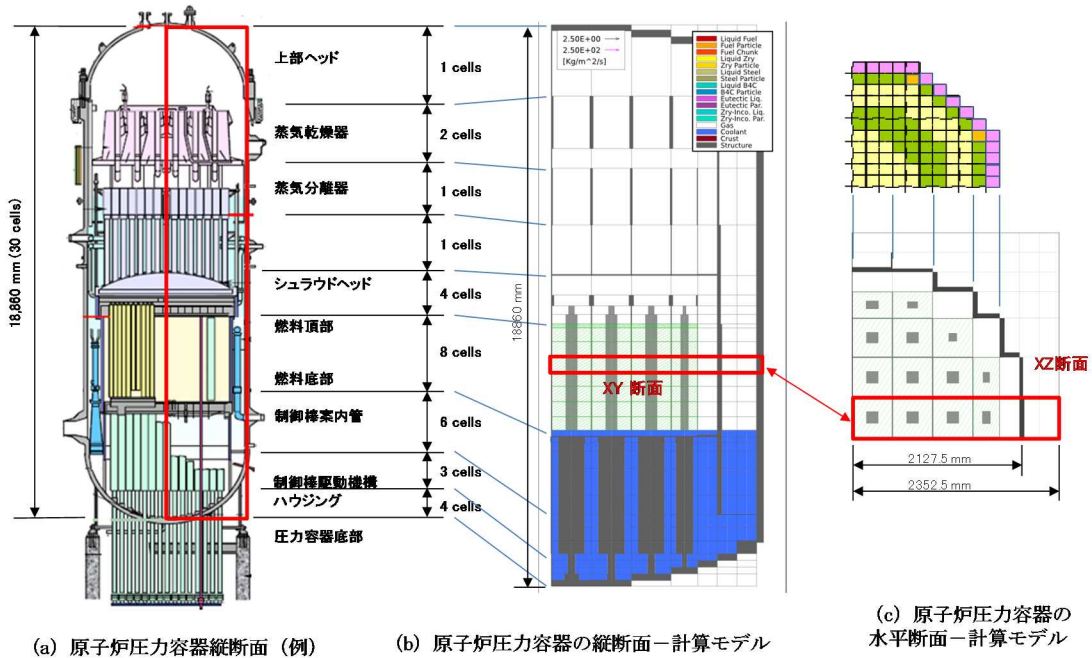 上部ヘッド
蒸気乾燥器
蒸気分離器
シュラウドヘッド
燃料頂部
燃料底部
制御棒案内管
制御棒駆動機構
ハウジング
圧力容器底部
18,860 mm (30 cells)
1 cells
2 cells
1 cells
1 cells
4 cells
8 cells
6 cells
3 cells
4 cells
18860 mm
2.50E+00
2.50E+02
[Kg/m^2/s]
Liquid Fuel
Fuel Particle
Fuel Chunk
Liquid Zry
Zry Particle
Liquid Steel
Steel Particle
Liquid B4C
B4C Particle
Eutectic Liq.
Eutectic Par.
Zry-Inco. Liq.
Zry-Inco. Par.
Gas
Coolant
Crust
Structure
XY 断面
XZ断面
2127.5 mm
2352.5 mm
(a) 原子炉圧力容器縦断面 (例)
(b) 原子炉圧力容器の縦断面－計算モデル
(c) 原子炉圧力容器の
水平断面－計算モデル